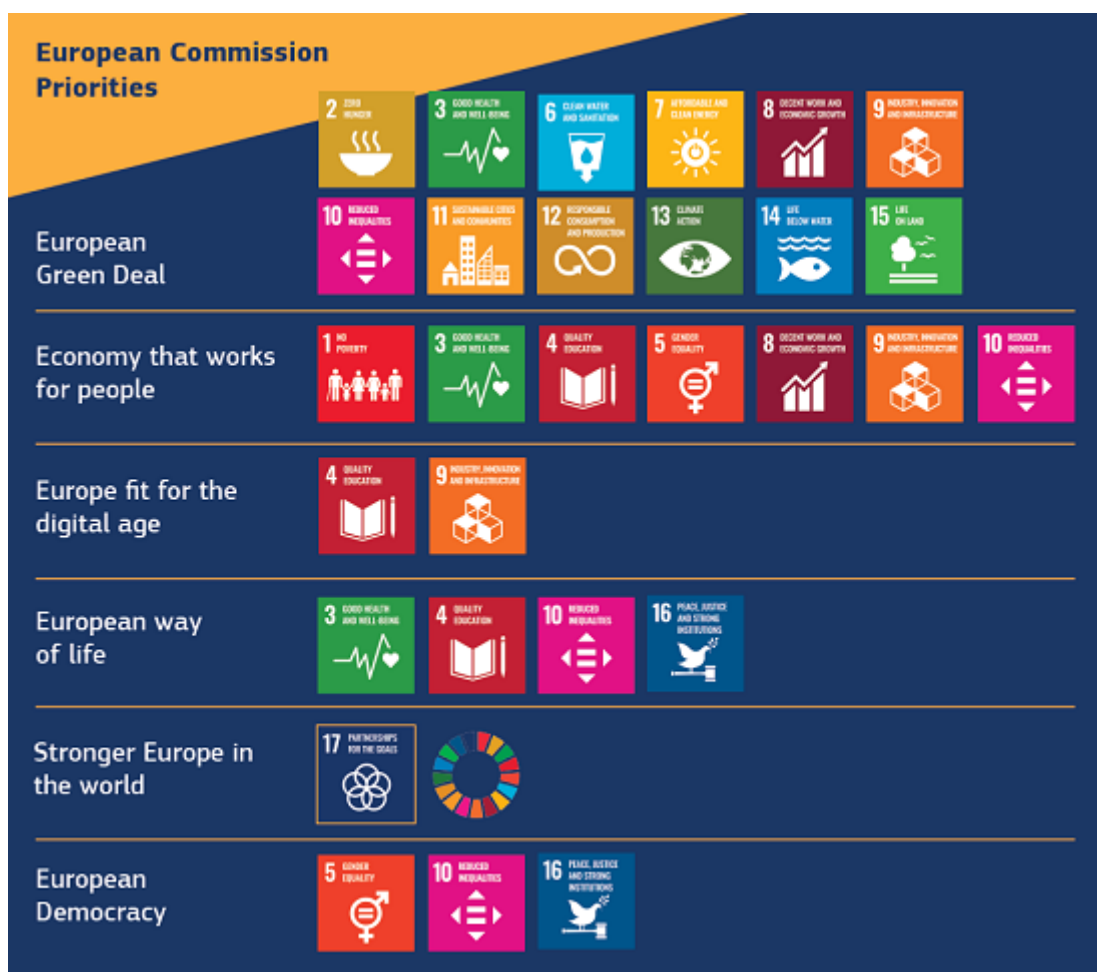 European Commission
Priorities
2 ZERO
HUNGER
3 GOOD HEALTH
AND WELL-BEING
6 CLEAN WATER
AND SANITATION
7 AFFORDABLE AND
CLEAN ENERGY
8 DECENT WORK AND
ECONOMIC GROWTH
9 INDUSTRY, INNOVATION
AND INFRASTRUCTURE
10 REDUCED
INEQUALITIES
11 SUSTAINABLE CITIES
AND COMMUNITIES
12 RESPONSIBLE
CONSUMPTION
AND PRODUCTION
13 CLIMATE
ACTION
14 LIFE
BELOW WATER
15 LIFE
ON LAND
European
Green Deal
Economy that works
for people
1 NO
POVERTY
3 GOOD HEALTH
AND WELL-BEING
4 QUALITY
EDUCATION
5 GENDER
EQUALITY
8 DECENT WORK AND
ECONOMIC GROWTH
9 INDUSTRY, INNOVATION
AND INFRASTRUCTURE
10 REDUCED
INEQUALITIES
Europe fit for the
digital age
4 QUALITY
EDUCATION
9 INDUSTRY, INNOVATION
AND INFRASTRUCTURE
European way
of life
3 GOOD HEALTH
AND WELL-BEING
4 QUALITY
EDUCATION
10 REDUCED
INEQUALITIES
16 PEACE, JUSTICE
AND STRONG
INSTITUTIONS
Stronger Europe in
the world
17 PARTNERSHIPS
FOR THE GOALS
European
Democracy
5 GENDER
EQUALITY
10 REDUCED
INEQUALITIES
16 PEACE, JUSTICE
AND STRONG
INSTITUTIONS